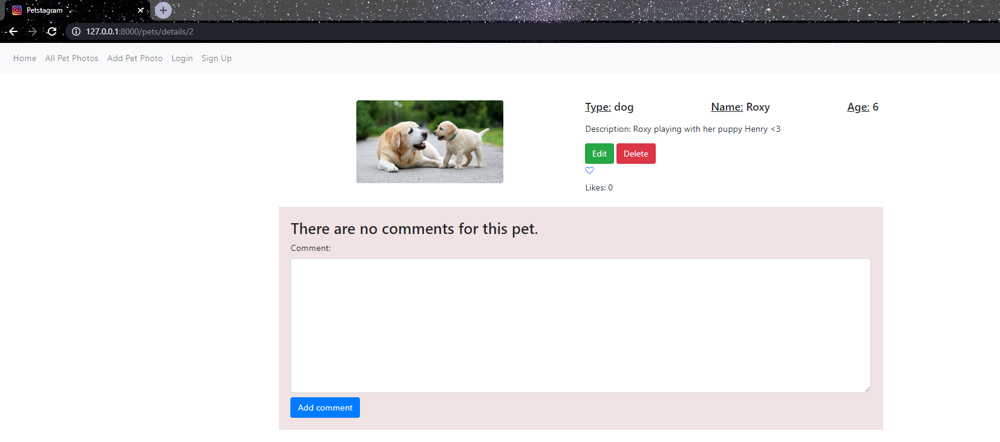 Petstagram
127.0.0.1:8000/pets/details/2
Home All Pet Photos Add Pet Photo Login Sign Up
Type: dog Name: Roxy Age: 6
Description: Roxy playing with her puppy Henry <3
Edit Delete
Likes: 0
There are no comments for this pet.
Comment:
Add comment